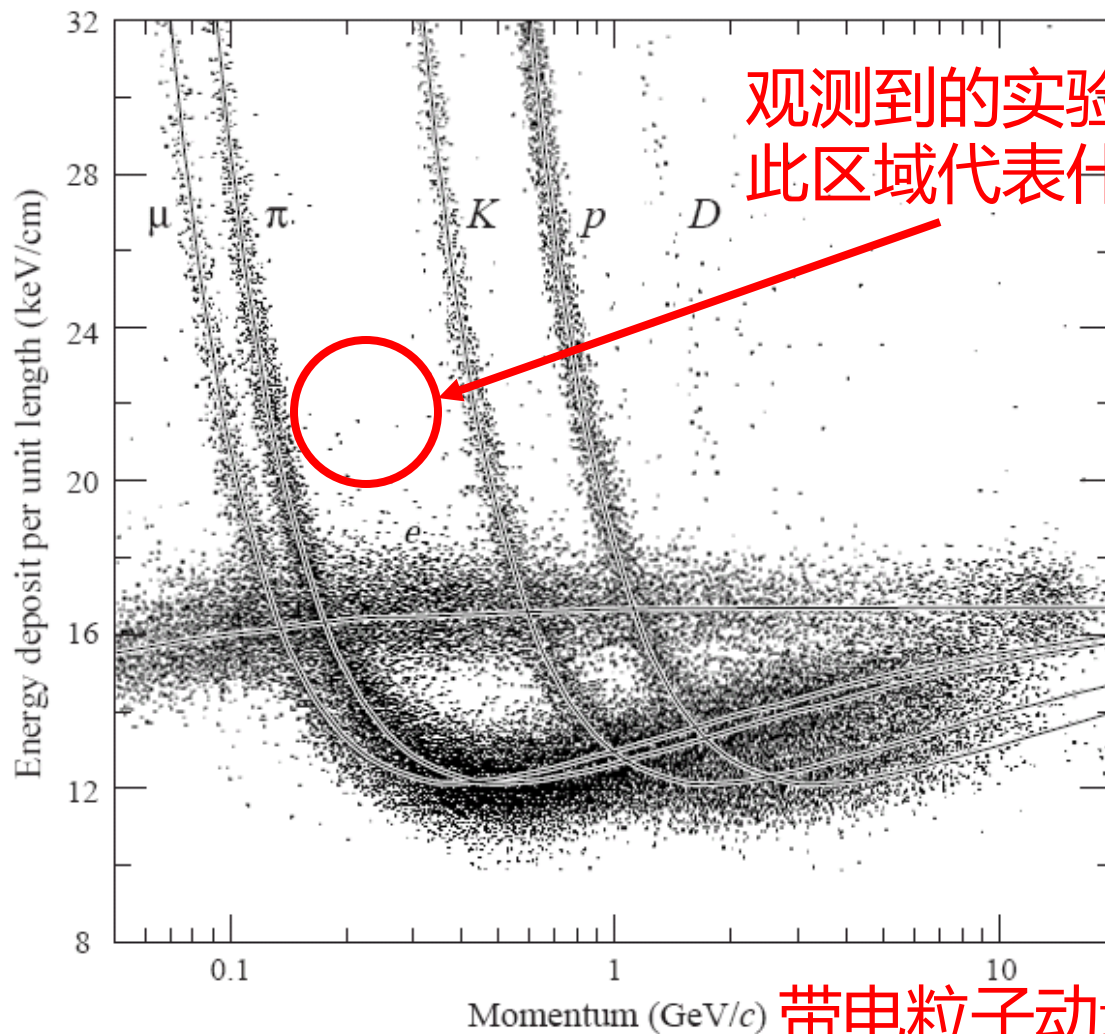 32
28
24
20
16
12
8
Energy deposit per unit length (keV/cm)
观测到的实验
此区域代表什
μ π K p D
e
0.1 1 10
Momentum (GeV/c) 带电粒子动